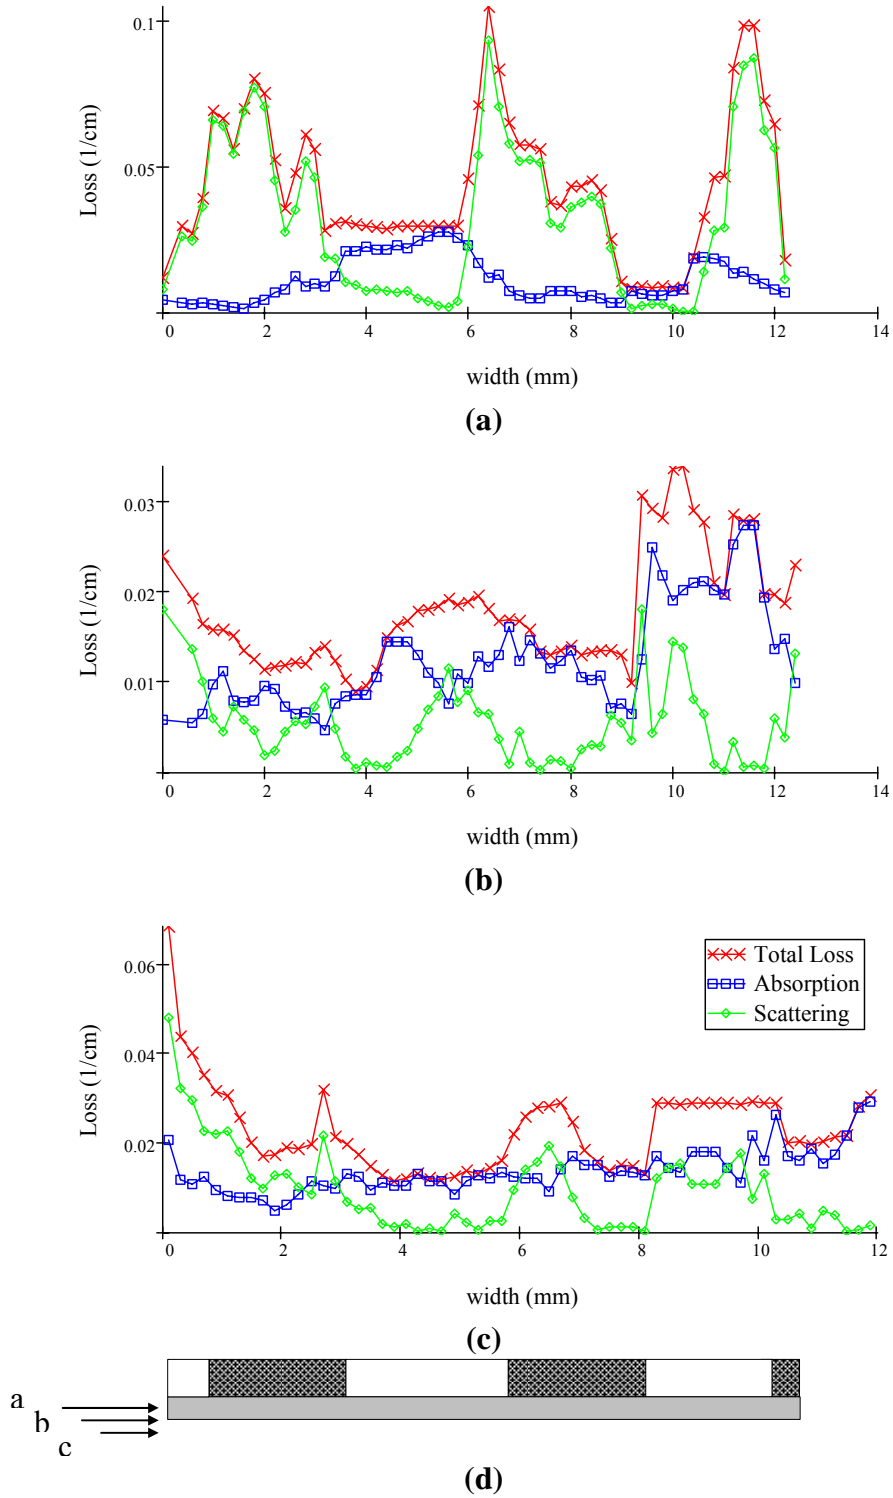 0.1
0.05
Loss (1/cm)
0 2 4 6 8 10 12 14
width (mm)
(a)
0.03
0.02
0.01
Loss (1/cm)
0 2 4 6 8 10 12 14
width (mm)
(b)
0.06
0.04
0.02
Loss (1/cm)
Total Loss
Absorption
Scattering
0 2 4 6 8 10 12
width (mm)
(c)
a
b
c
(d)